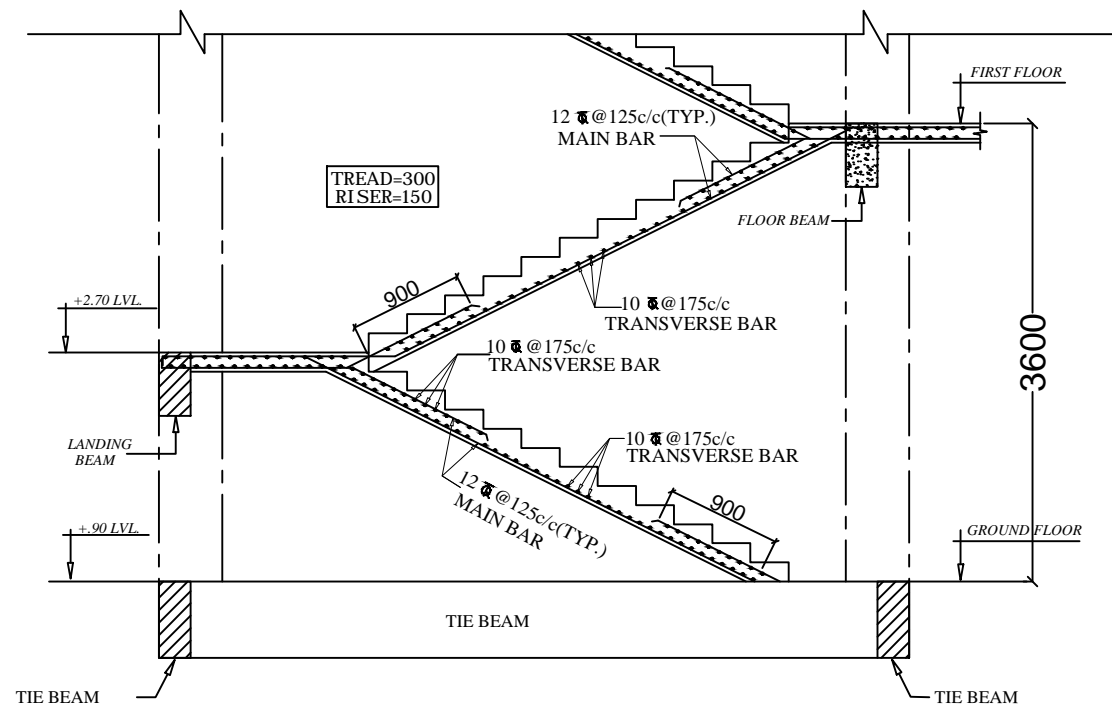 FIRST FLOOR
12 Φ @125c/c(TYP.)
MAIN BAR
TREAD=300
RISER=150
FLOOR BEAM
900
+2.70 LVL.
10 Φ @175c/c
TRANSVERSE BAR
10 Φ @175c/c
TRANSVERSE BAR
3600
LANDING
BEAM
10 Φ @175c/c
TRANSVERSE BAR
12 Φ @125c/c(TYP.)
MAIN BAR
900
+.90 LVL.
GROUND FLOOR
TIE BEAM
TIE BEAM
TIE BEAM